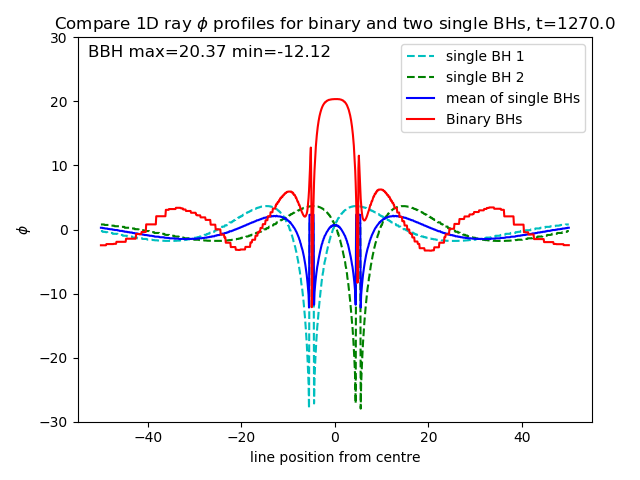 Compare 1D ray ϕ profiles for binary and two single BHs, t=1270.0
BBH max=20.37 min=-12.12
single BH 1
single BH 2
mean of single BHs
Binary BHs
30
20
10
0
−10
−20
−30
ϕ
−40
−20
0
20
40
line position from centre